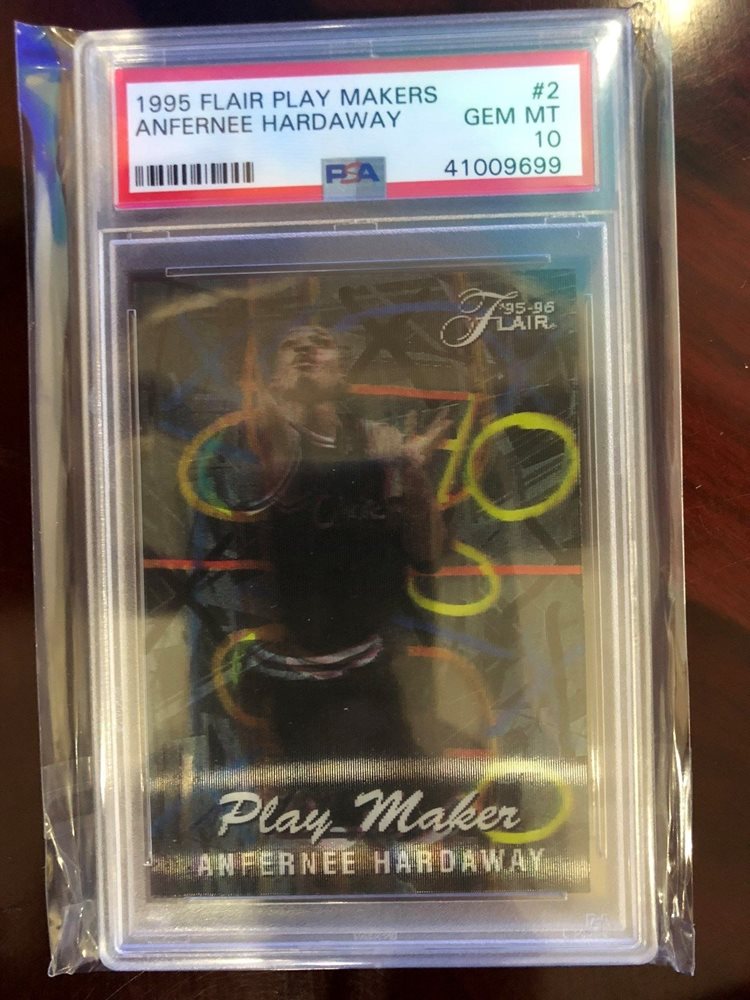 1995 FLAIR PLAY MAKERS #2
ANFERNEE HARDAWAY GEM MT
10
PSA 41009699
'95-96
FLAIR
Play Maker
ANFERNEE HARDAWAY